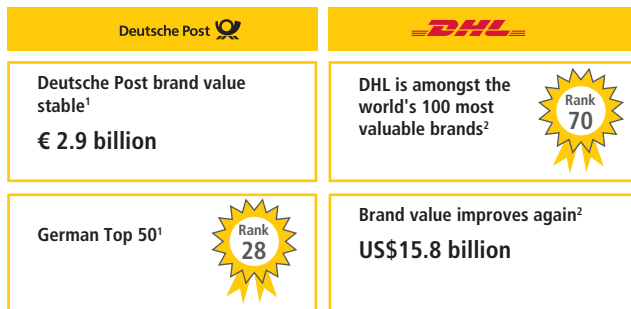 Deutsche Post
DHL
Deutsche Post brand value
stable¹
€ 2.9 billion
DHL is amongst the
world's 100 most
valuable brands²
Rank
70
German Top 50¹
Rank
28
Brand value improves again²
US$15.8 billion